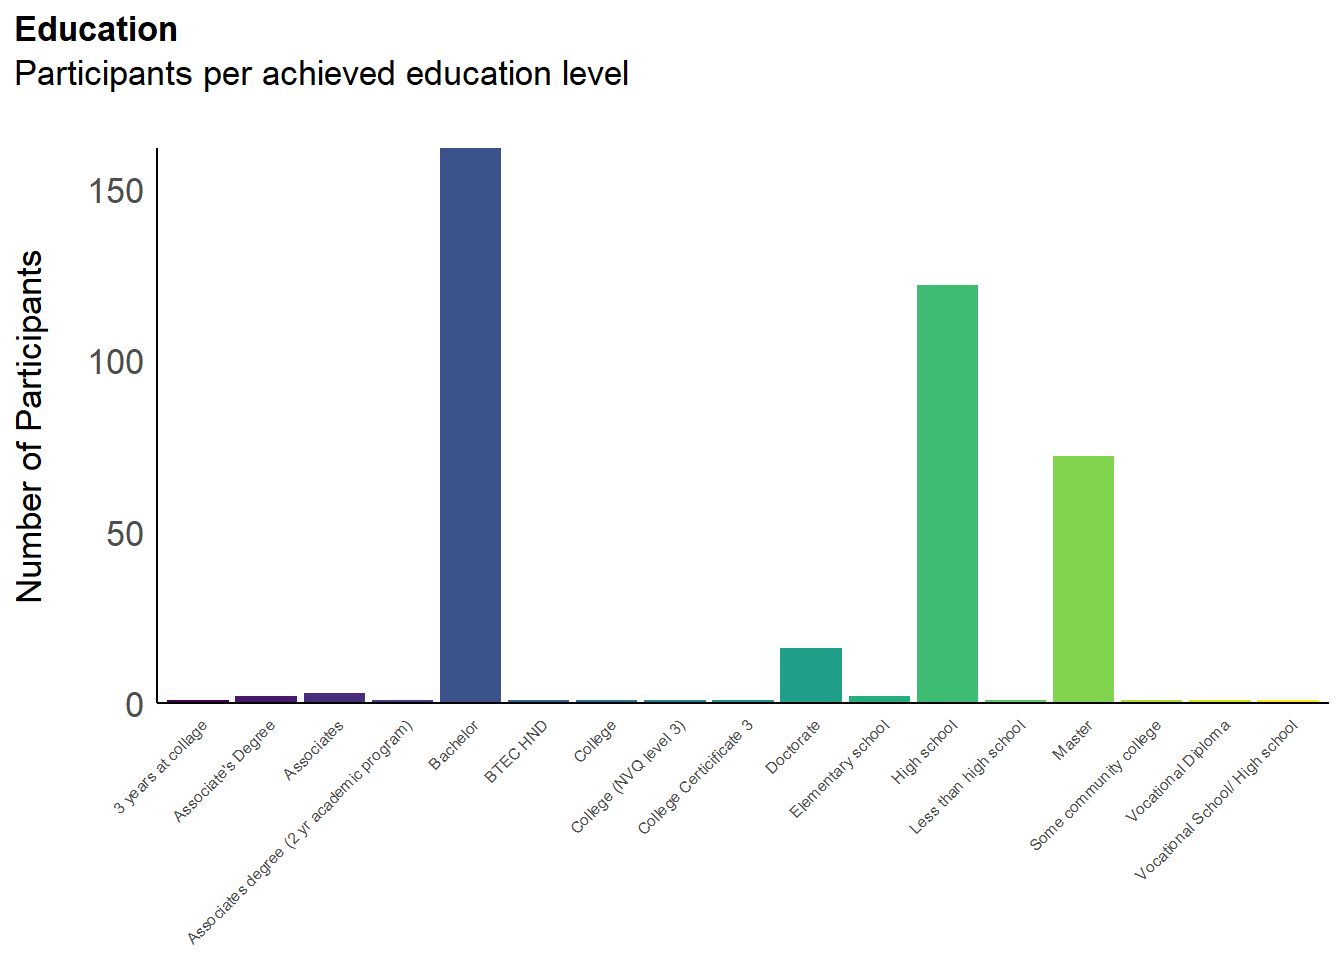 Education
Participants per achieved education level
Number of Participants
150
100
50
0
3 years at collage
Associate's Degree
Associates
Associates degree (2 yr academic program)
Bachelor
BTEC HND
College
College (NVQ level 3)
College Certicificate 3
Doctorate
Elementary school
High school
Less than high school
Master
Some community college
Vocational Diploma
Vocational School/ High school